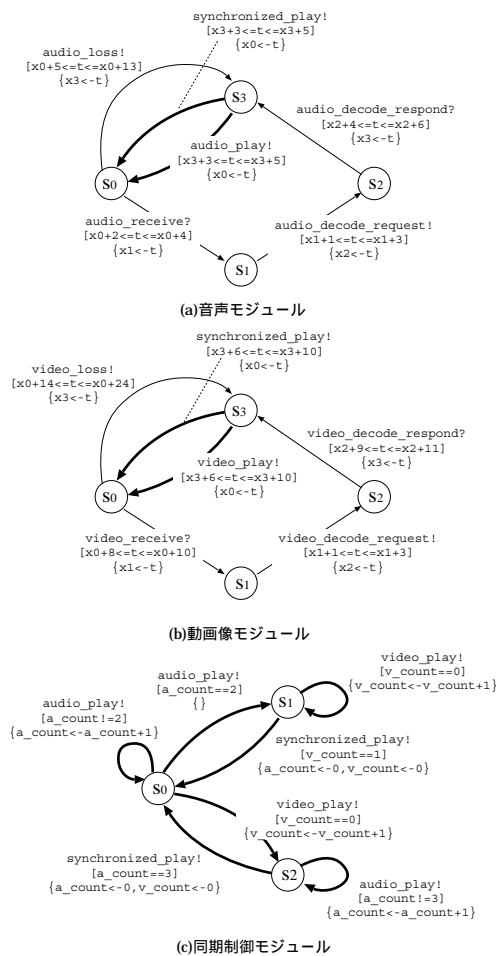 synchronized_play!
[x3+3<=t<=x3+5]
{x0<-t}
audio_loss!
[x0+5<=t<=x0+13]
{x3<-t}
S3
audio_decode_respond?
[x2+4<=t<=x2+6]
{x3<-t}
audio_play!
[x3+3<=t<=x3+5]
{x0<-t}
S0
S2
audio_receive?
[x0+2<=t<=x0+4]
{x1<-t}
audio_decode_request!
[x1+1<=t<=x1+3]
{x2<-t}
S1
(a)音声モジュール
synchronized_play!
[x3+6<=t<=x3+10]
{x0<-t}
video_loss!
[x0+14<=t<=x0+24]
{x3<-t}
S3
video_decode_respond?
[x2+9<=t<=x2+11]
{x3<-t}
video_play!
[x3+6<=t<=x3+10]
{x0<-t}
S0
S2
video_receive?
[x0+8<=t<=x0+10]
{x1<-t}
video_decode_request!
[x1+1<=t<=x1+3]
{x2<-t}
S1
(b)動画像モジュール
video_play!
[v_count==0]
{v_count<-v_count+1}
audio_play!
[a_count==2]
{}
S1
audio_play!
[a_count!=2]
{a_count<-a_count+1}
synchronized_play!
[v_count==1]
{a_count<-0,v_count<-0}
S0
video_play!
[v_count==0]
{v_count<-v_count+1}
synchronized_play!
[a_count==3]
{a_count<-0,v_count<-0}
S2
audio_play!
[a_count!=3]
{a_count<-a_count+1}
(c)同期制御モジュール